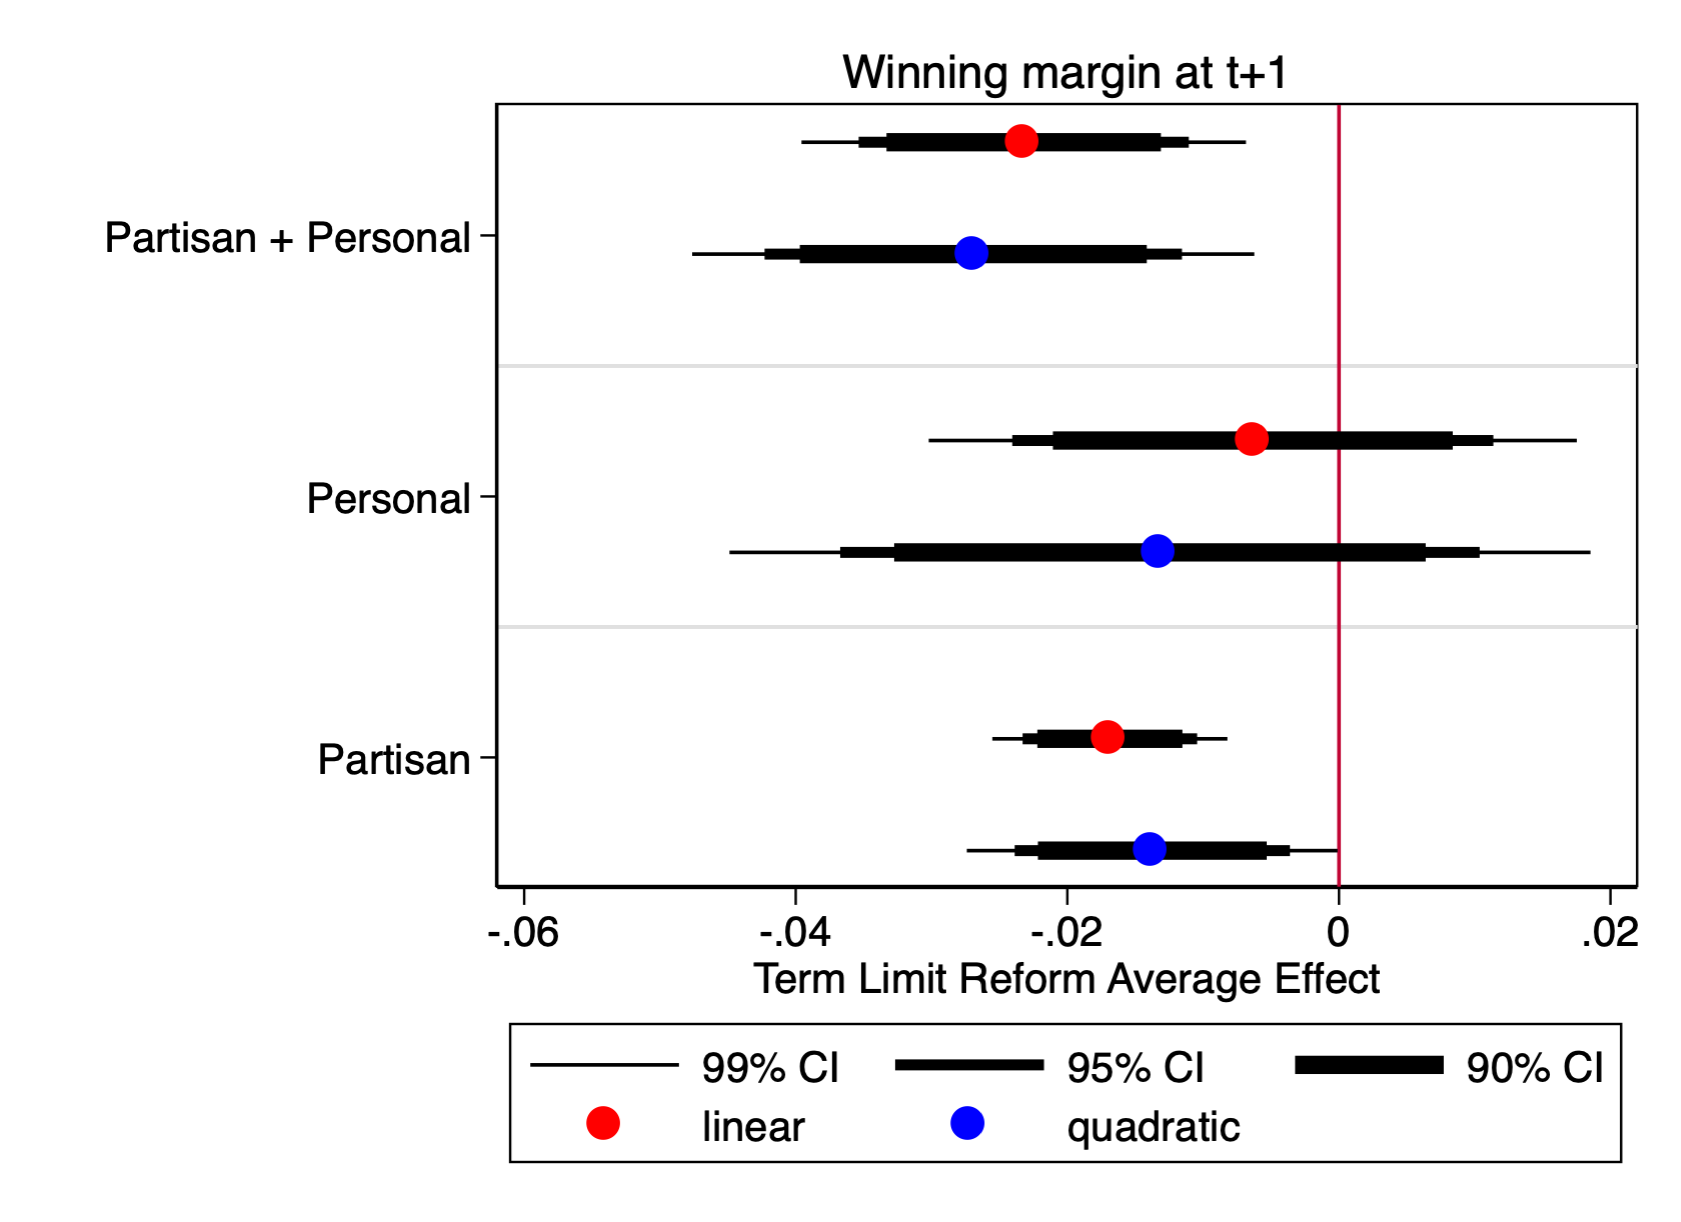 Winning margin at t+1
Partisan + Personal
Personal
Partisan
-.06 -.04 -.02 0 .02
Term Limit Reform Average Effect
99% CI 95% CI 90% CI
linear quadratic